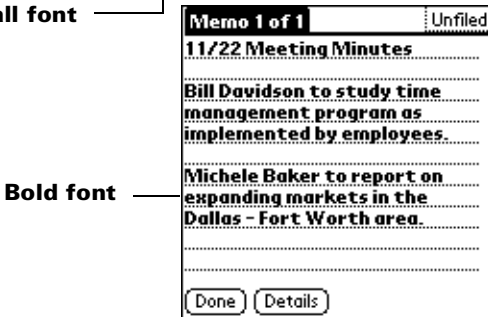 all font
Memo 1 of 1
Unfiled
11/22 Meeting Minutes
Bill Davidson to study time
management program as
implemented by employees.
Michele Baker to report on
Bold font
expanding markets in the
Dallas - Fort Worth area.
Done
Details